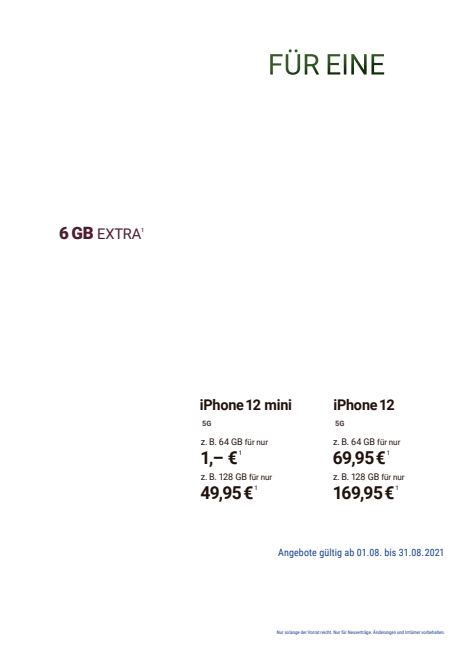 FÜR EINE
6 GB EXTRA¹
iPhone 12 mini
5G
z. B. 64 GB für nur
1,– €¹
z. B. 128 GB für nur
49,95 €¹
iPhone 12
5G
z. B. 64 GB für nur
69,95 €¹
z. B. 128 GB für nur
169,95 €¹
Angebote gültig ab 01.08. bis 31.08.2021
Nur solange der Vorrat reicht. Nur für Neuverträge. Änderungen und Irrtümer vorbehalten.